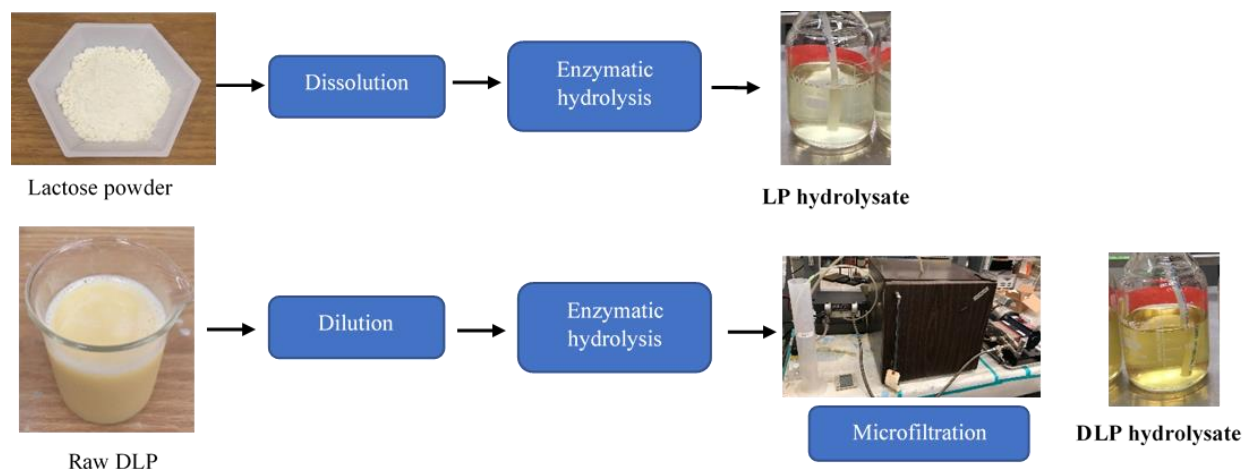 Dissolution
Enzymatic
hydrolysis
Lactose powder
LP hydrolysate
Dilution
Enzymatic
hydrolysis
Microfiltration
DLP hydrolysate
Raw DLP